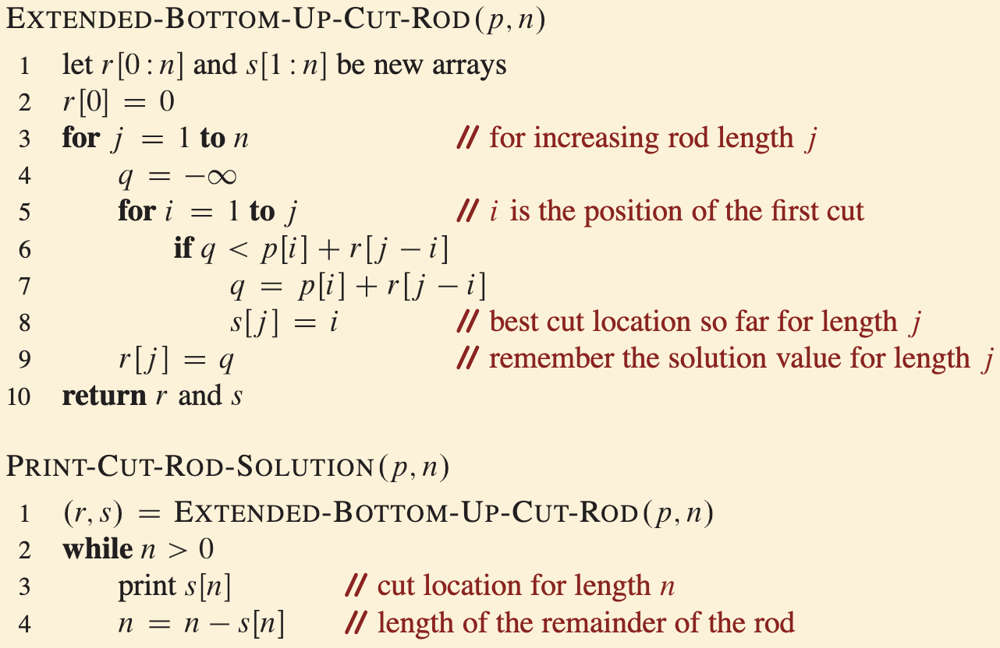 EXTENDED-BOTTOM-UP-CUT-ROD(p, n)
1 let r[0 : n] and s[1 : n] be new arrays
2 r[0] = 0
3 for j = 1 to n // for increasing rod length j
4 q = −∞
5 for i = 1 to j // i is the position of the first cut
6 if q < p[i] + r[j − i]
7 q = p[i] + r[j − i]
8 s[j] = i // best cut location so far for length j
9 r[j] = q // remember the solution value for length j
10 return r and s
PRINT-CUT-ROD-SOLUTION(p, n)
1 (r, s) = EXTENDED-BOTTOM-UP-CUT-ROD(p, n)
2 while n > 0
3 print s[n] // cut location for length n
4 n = n − s[n] // length of the remainder of the rod